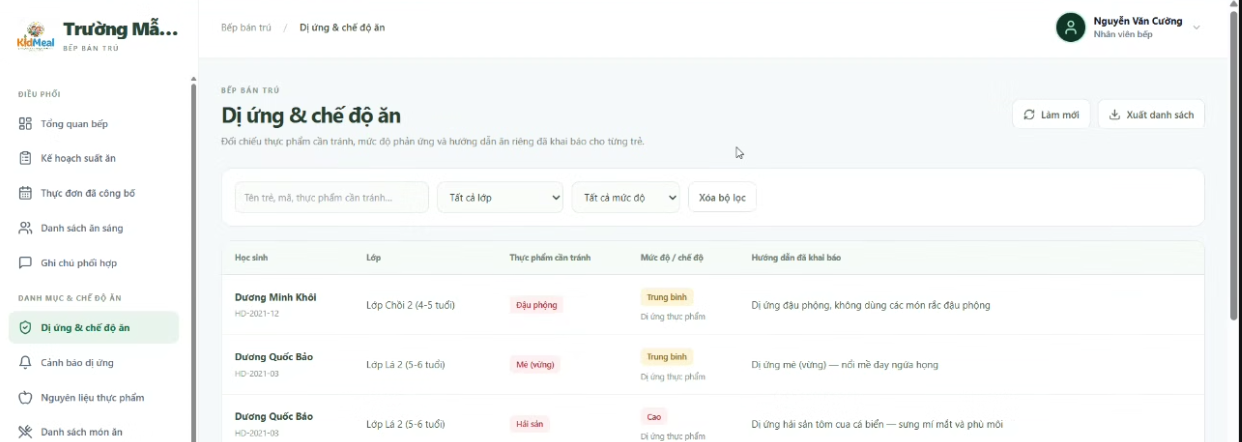 KidMeal
Trường Mẫ...
BẾP BÁN TRÚ
ĐIỀU PHỐI
Tổng quan bếp
Kế hoạch suất ăn
Thực đơn đã công bố
Danh sách ăn sáng
Ghi chú phối hợp
DANH MỤC & CHẾ ĐỘ ĂN
Dị ứng & chế độ ăn
Cảnh báo dị ứng
Nguyên liệu thực phẩm
Danh sách món ăn
Bếp bán trú / Dị ứng & chế độ ăn
Nguyễn Văn Cường
Nhân viên bếp
BẾP BÁN TRÚ
Dị ứng & chế độ ăn
Đối chiếu thực phẩm cần tránh, mức độ phản ứng và hướng dẫn ăn riêng đã khai báo cho từng trẻ.
Làm mới
Xuất danh sách
Tên trẻ, mã, thực phẩm cần tránh... Tất cả lớp Tất cả mức độ Xóa bộ lọc
Học sinh Lớp Thực phẩm cần tránh Mức độ / chế độ Hướng dẫn đã khai báo
Dương Minh Khôi Lớp Chồi 2 (4-5 tuổi) Đậu phộng Trung bình Dị ứng đậu phộng, không dùng các món rắc đậu phộng
HD-2021-12 Dị ứng thực phẩm
Dương Quốc Bảo Lớp Lá 2 (5-6 tuổi) Mè (vừng) Trung bình Dị ứng mè (vừng) — nổi mề đay ngứa họng
HD-2021-03 Dị ứng thực phẩm
Dương Quốc Bảo Lớp Lá 2 (5-6 tuổi) Hải sản Cao Dị ứng hải sản tôm cua cá biển — sưng mí mắt và phù môi
HD-2021-03 Dị ứng thực phẩm